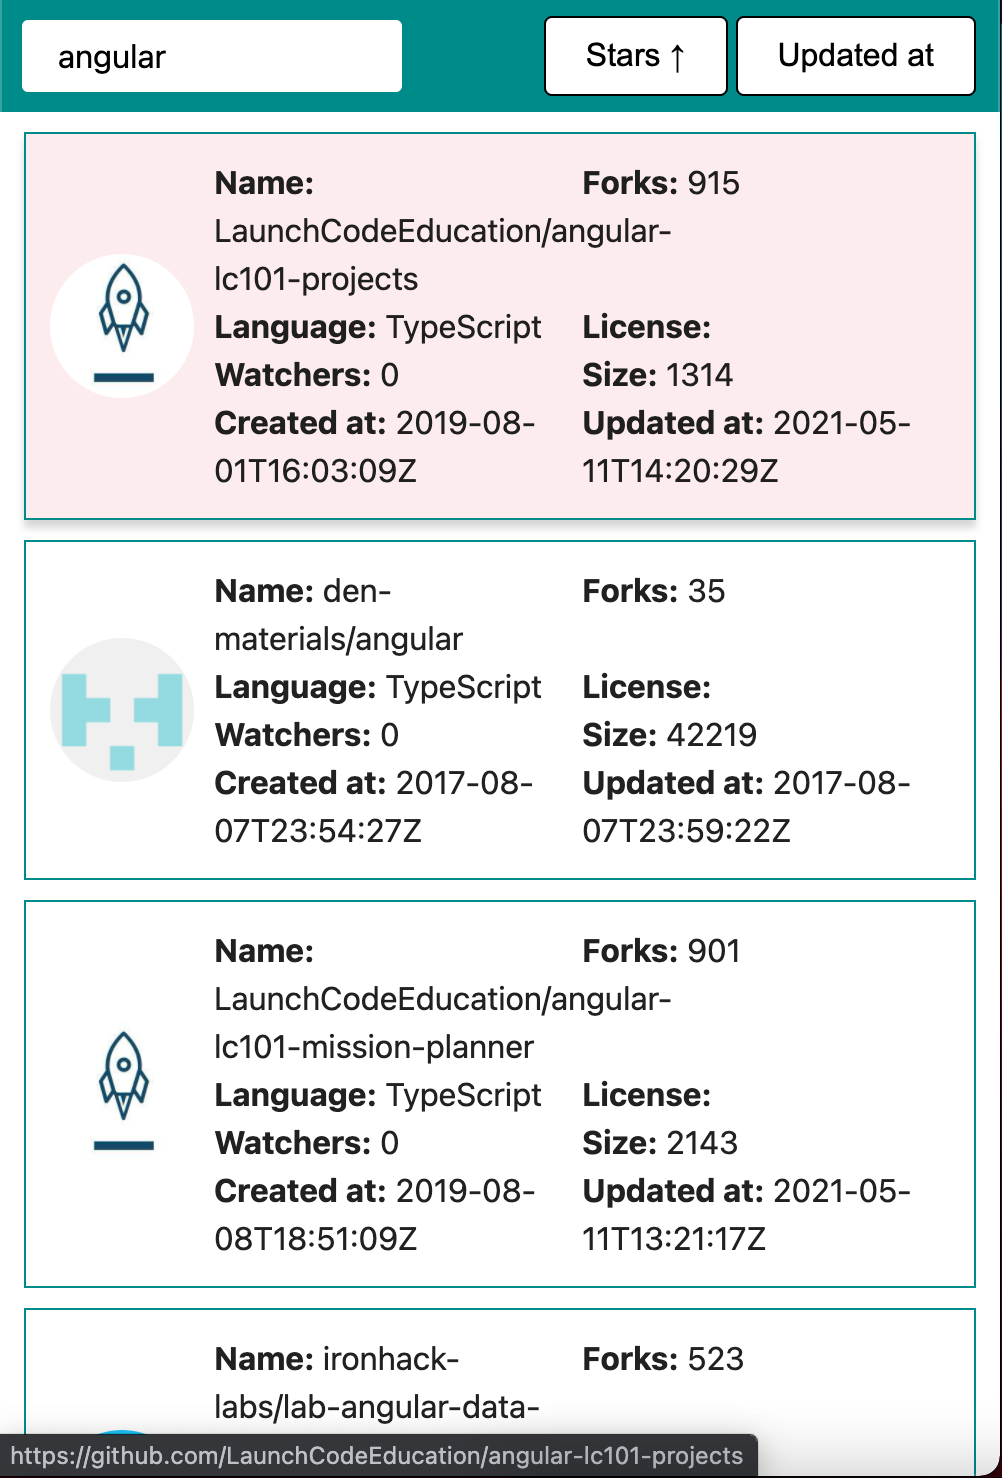 angular
Stars ↑
Updated at
Name:
LaunchCodeEducation/angular-
lc101-projects
Forks: 915
Language: TypeScript
License:
Watchers: 0
Size: 1314
Created at: 2019-08-
01T16:03:09Z
Updated at: 2021-05-
11T14:20:29Z
Name: den-
materials/angular
Forks: 35
Language: TypeScript
License:
Watchers: 0
Size: 42219
Created at: 2017-08-
07T23:54:27Z
Updated at: 2017-08-
07T23:59:22Z
Name:
LaunchCodeEducation/angular-
lc101-mission-planner
Forks: 901
Language: TypeScript
License:
Watchers: 0
Size: 2143
Created at: 2019-08-
08T18:51:09Z
Updated at: 2021-05-
11T13:21:17Z
Name: ironhack-
labs/lab-angular-data-
Forks: 523
https://github.com/LaunchCodeEducation/angular-lc101-projects